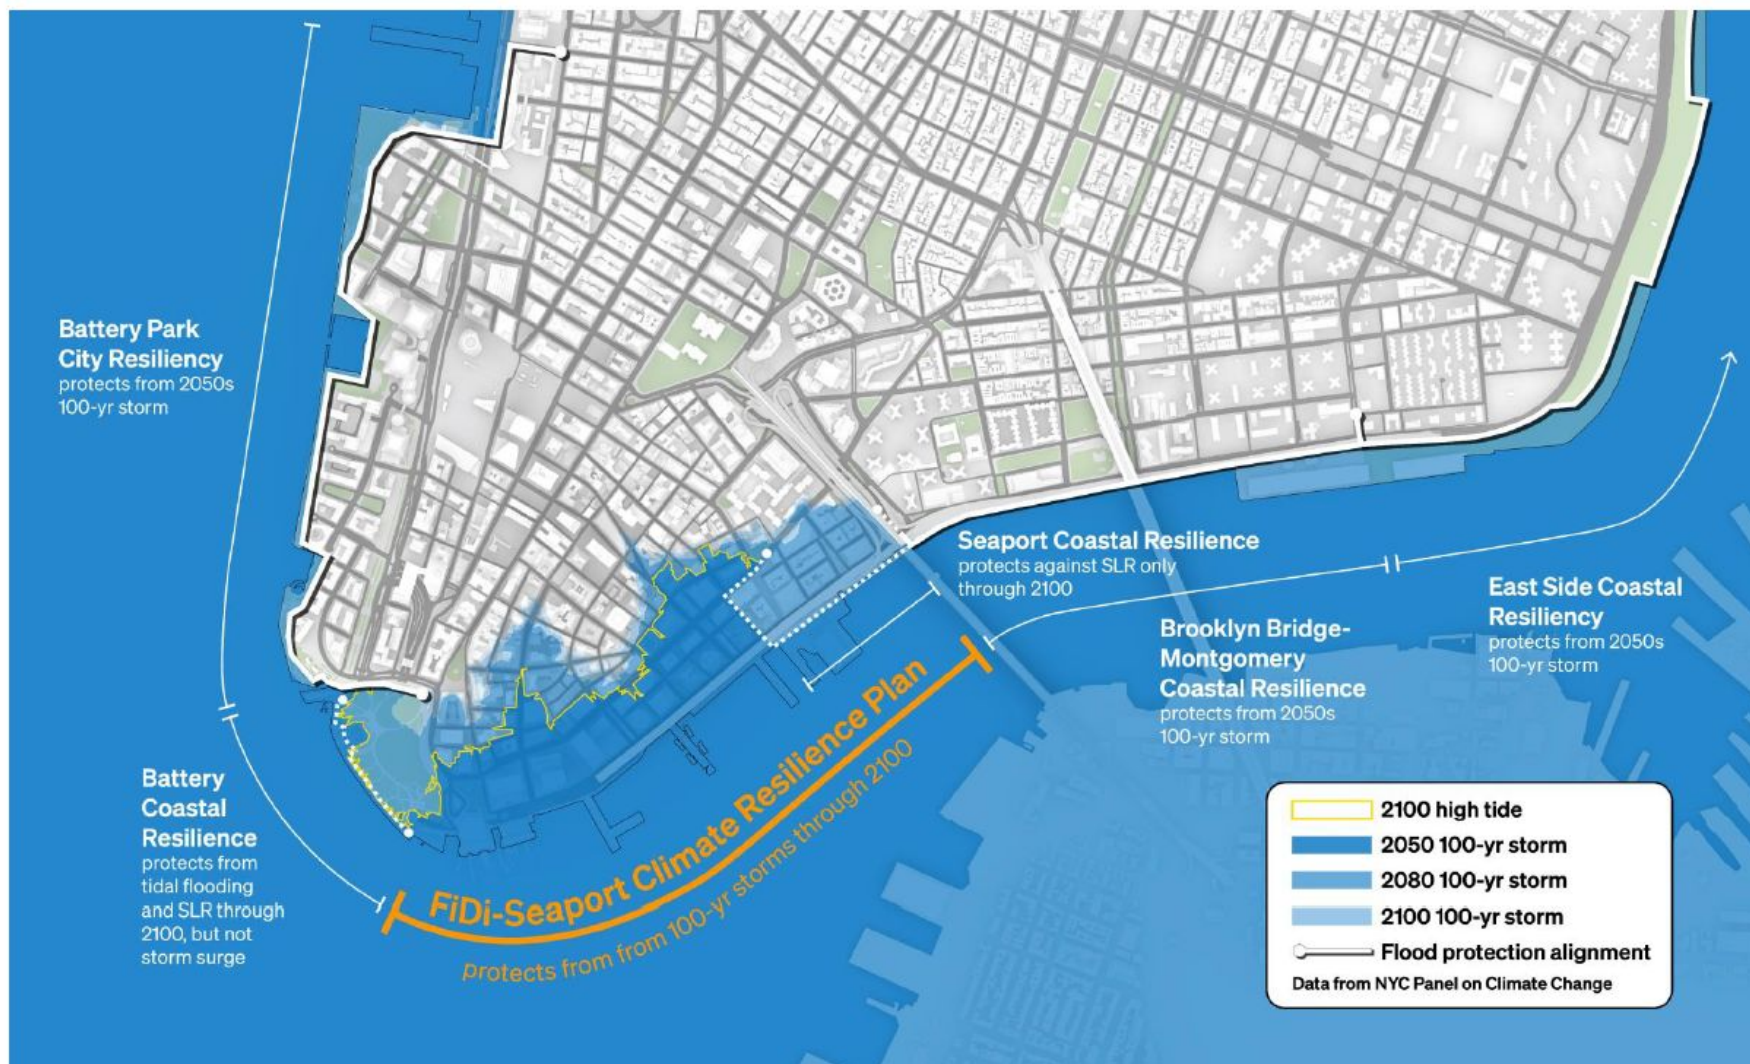 Battery Park
City Resiliency
protects from 2050s
100-yr storm
Battery
Coastal
Resilience
protects from
tidal flooding
and SLR through
2100, but not
storm surge
FiDi-Seaport Climate Resilience Plan
protects from from 100-yr storms through 2100
Seaport Coastal Resilience
protects against SLR only
through 2100
Brooklyn Bridge-
Montgomery
Coastal Resilience
protects from 2050s
100-yr storm
East Side Coastal
Resiliency
protects from 2050s
100-yr storm
2100 high tide
2050 100-yr storm
2080 100-yr storm
2100 100-yr storm
Flood protection alignment
Data from NYC Panel on Climate Change